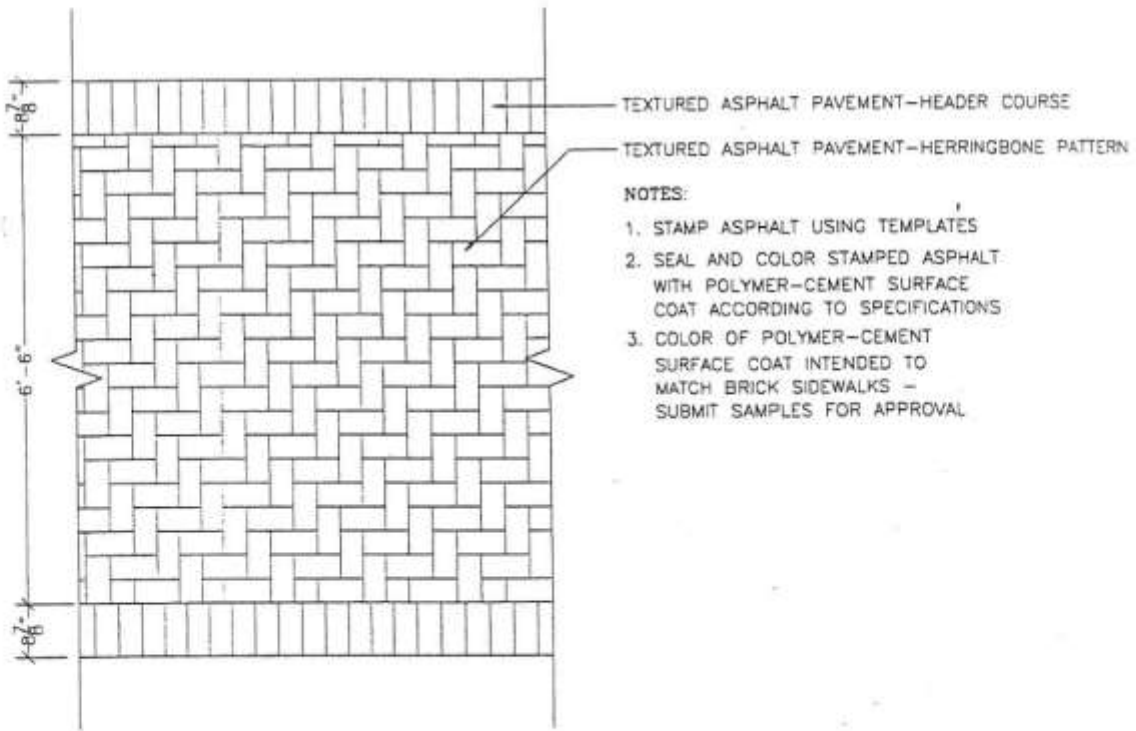 8 7/8"
TEXTURED ASPHALT PAVEMENT-HEADER COURSE
TEXTURED ASPHALT PAVEMENT-HERRINGBONE PATTERN
NOTES:
1. STAMP ASPHALT USING TEMPLATES
2. SEAL AND COLOR STAMPED ASPHALT
WITH POLYMER-CEMENT SURFACE
COAT ACCORDING TO SPECIFICATIONS
3. COLOR OF POLYMER-CEMENT
SURFACE COAT INTENDED TO
MATCH BRICK SIDEWALKS -
SUBMIT SAMPLES FOR APPROVAL
6'-6"
8 7/8"